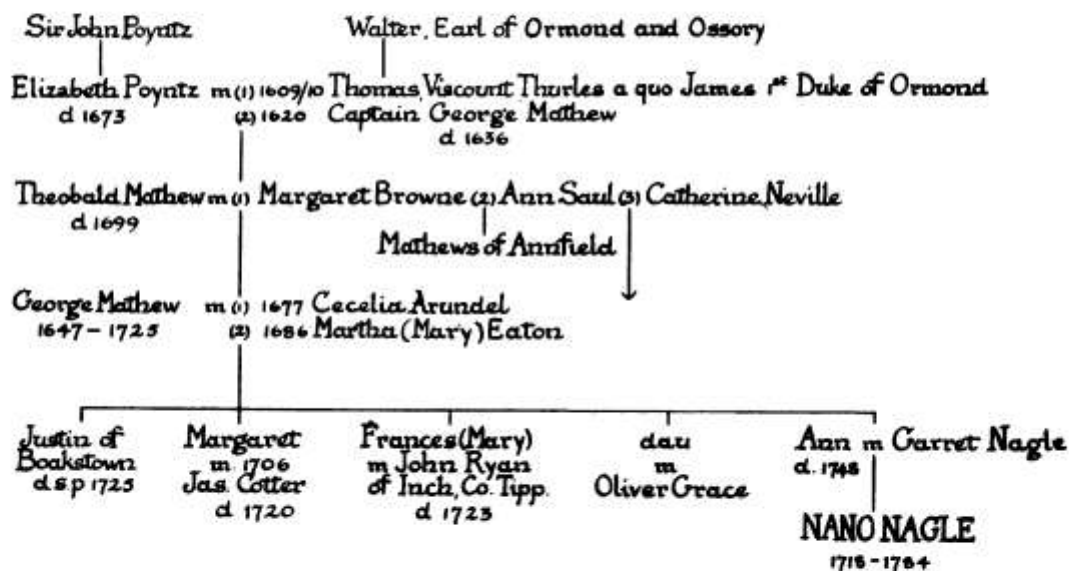 Sir John Poyntz Walter, Earl of Ormond and Ossory
Elizabeth Poyntz m (1) 1609/10 Thomas, Viscount Thurles a quo James 1st Duke of Ormond
d 1673 (2) 1620 Captain George Mathew
d 1636
Theobald Mathew m (1) Margaret Browne (2) Ann Saul (3) Catherine Neville
d 1699
Mathews of Annfield
George Mathew m (1) 1677 Cecelia Arundel
1647 - 1725 (2) 1686 Martha (Mary) Eaton
Justin of
Boakstown
d s p 1725
Margaret
m. 1706
Jas. Cotter
d 1720
Frances (Mary)
m John Ryan
of Inch, Co. Tipp.
d 1723
dau
m
Oliver Grace
Ann m Garret Nagle
d. 1748
NANO NAGLE
1718 - 1784